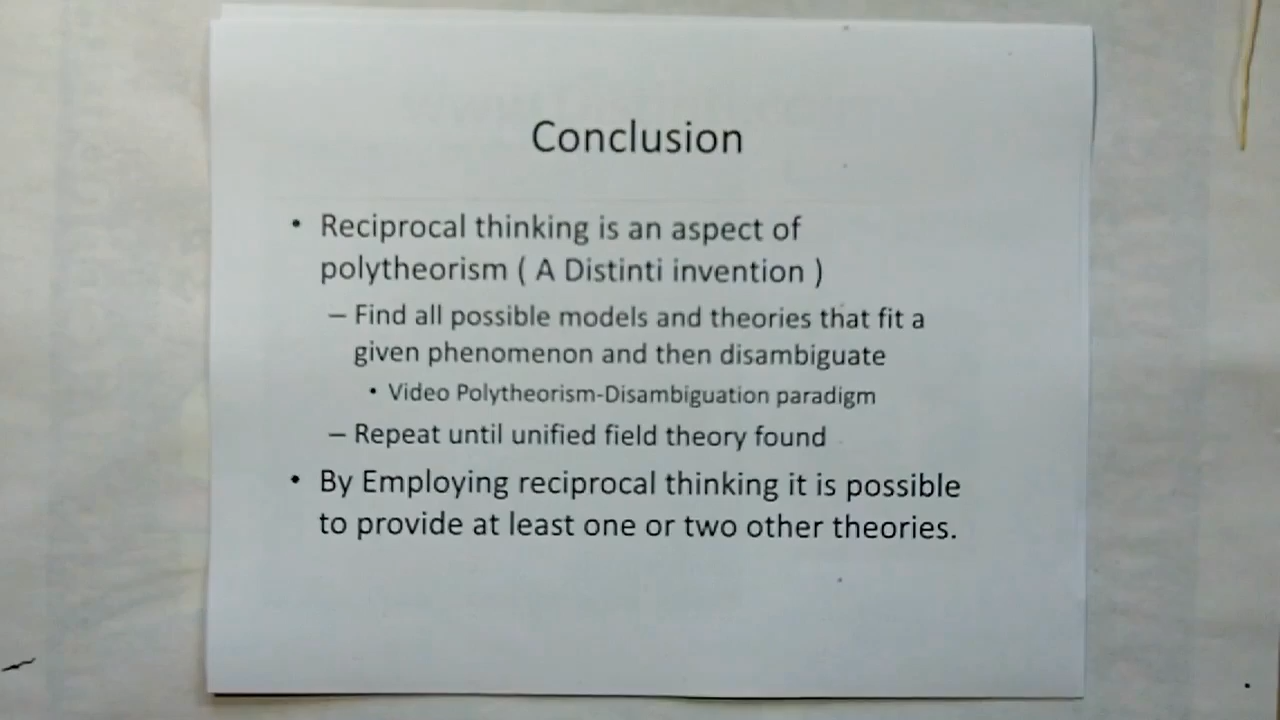 Conclusion
• Reciprocal thinking is an aspect of
polytheorism ( A Distinti invention )
– Find all possible models and theories that fit a
given phenomenon and then disambiguate
• Video Polytheorism-Disambiguation paradigm
– Repeat until unified field theory found
• By Employing reciprocal thinking it is possible
to provide at least one or two other theories.